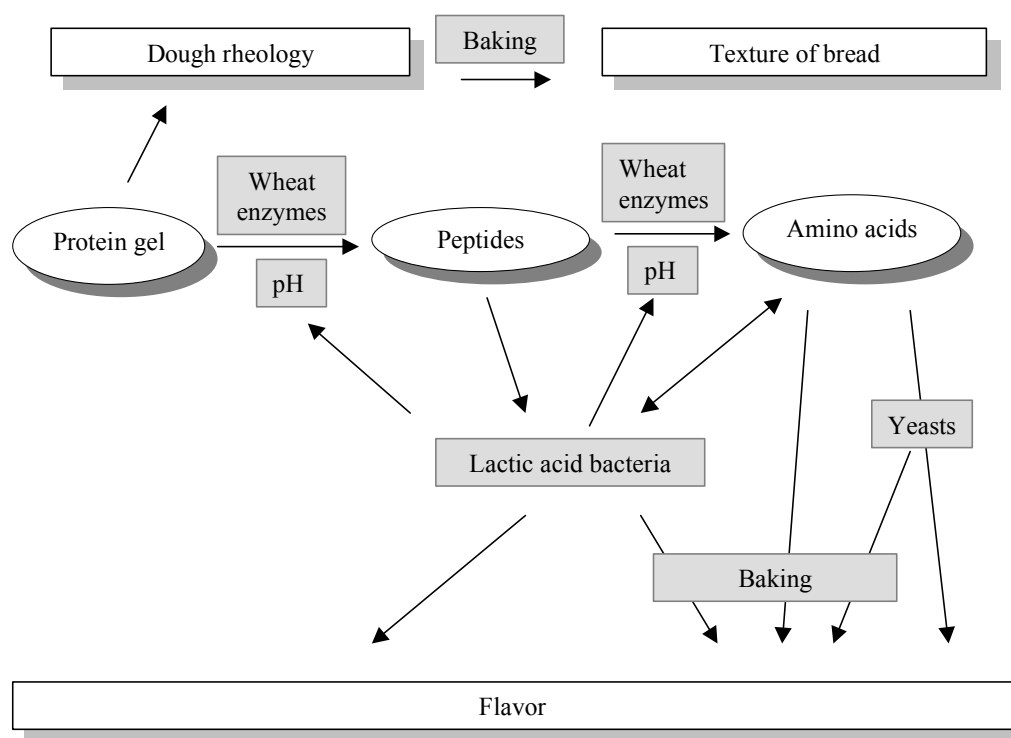 Dough rheology
Baking
Texture of bread
Wheat
enzymes
Wheat
enzymes
Protein gel
Peptides
Amino acids
pH
pH
Yeasts
Lactic acid bacteria
Baking
Flavor